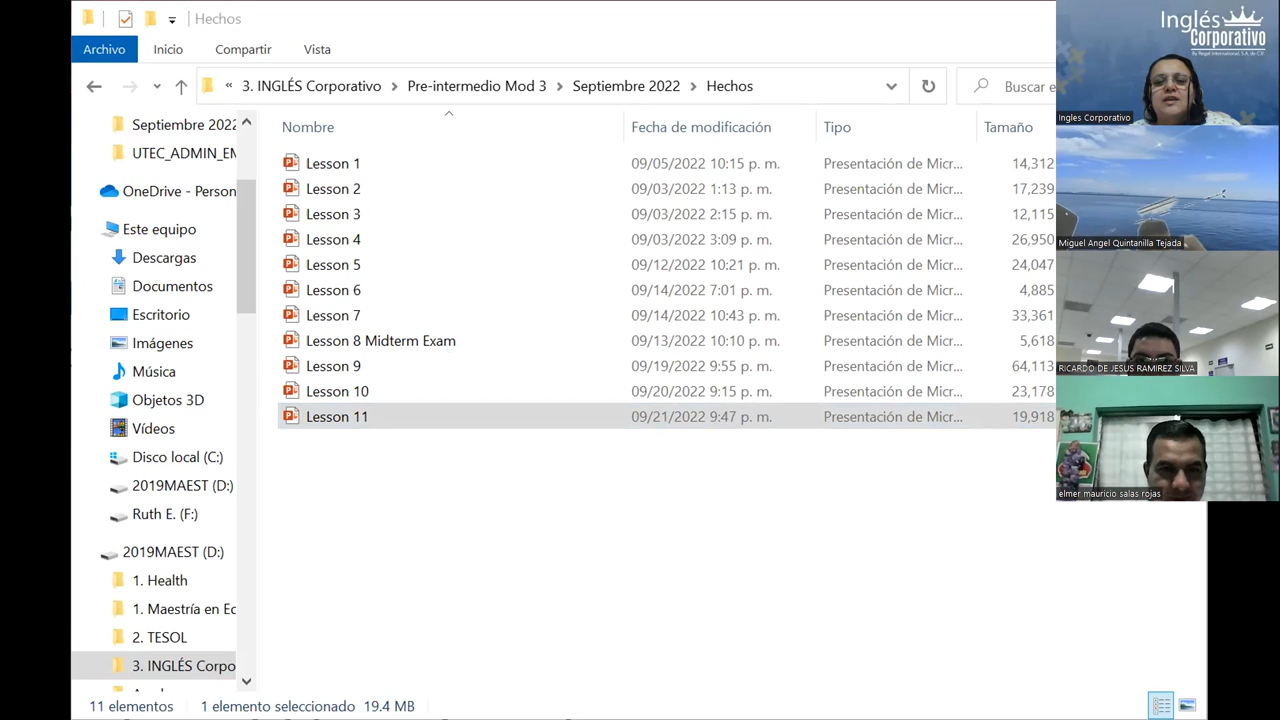 Hechos
Archivo Inicio Compartir Vista
« 3. INGLÉS Corporativo > Pre-intermedio Mod 3 > Septiembre 2022 > Hechos
Buscar e
Nombre Fecha de modificación Tipo Tamaño
Lesson 1 09/05/2022 10:15 p. m. Presentación de Micr... 14,312
Lesson 2 09/03/2022 1:13 p. m. Presentación de Micr... 17,239
Lesson 3 09/03/2022 2:15 p. m. Presentación de Micr... 12,115
Lesson 4 09/03/2022 3:09 p. m. Presentación de Micr... 26,950
Lesson 5 09/12/2022 10:21 p. m. Presentación de Micr... 24,047
Lesson 6 09/14/2022 7:01 p. m. Presentación de Micr... 4,885
Lesson 7 09/14/2022 10:43 p. m. Presentación de Micr... 33,361
Lesson 8 Midterm Exam 09/13/2022 10:10 p. m. Presentación de Micr... 5,618
Lesson 9 09/19/2022 9:55 p. m. Presentación de Micr... 64,113
Lesson 10 09/20/2022 9:15 p. m. Presentación de Micr... 23,178
Lesson 11 09/21/2022 9:47 p. m. Presentación de Micr... 19,918
Septiembre 2022
UTEC_ADMIN_EM
OneDrive - Person
Este equipo
Descargas
Documentos
Escritorio
Imágenes
Música
Objetos 3D
Vídeos
Disco local (C:)
2019MAEST (D:)
Ruth E. (F:)
2019MAEST (D:)
1. Health
1. Maestría en Ec
2. TESOL
3. INGLÉS Corpo
11 elementos 1 elemento seleccionado 19.4 MB
Inglés
Corporativo
By Regal International, S.A. de C.V.
Ingles Corporativo
Miguel Angel Quintanilla Tejada
RICARDO DE JESUS RAMIREZ SILVA
elmer mauricio salas rojas